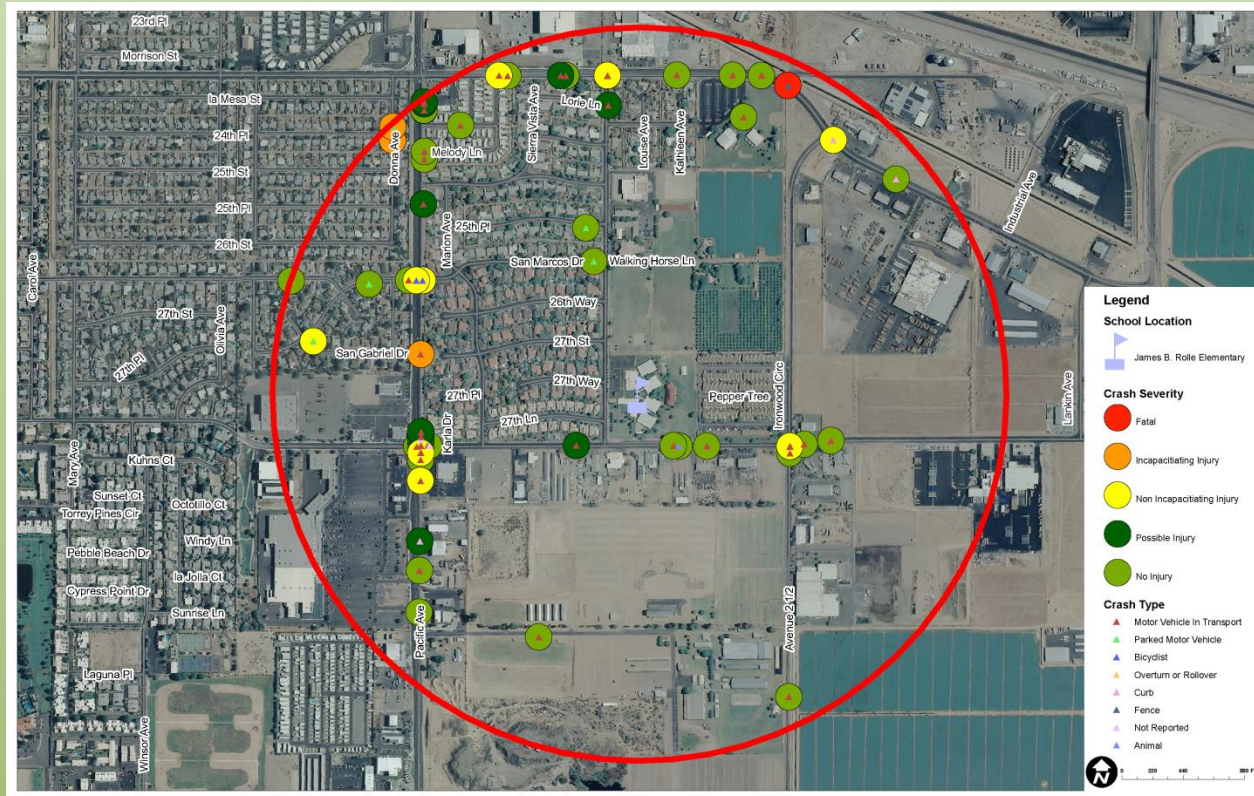 23rd Pl
Morrison St
la Mesa St
24th Pl
25th St
25th Pl
26th St
Carol Ave
27th St
27th Pl
Olivia Ave
Donna Ave
Melody Ln
Marion Ave
Sierra Vista Ave
Lorie Ln
Louise Ave
Kathleen Ave
25th Pl
San Marcos Dr
Walking Horse Ln
26th Way
27th St
27th Way
San Gabriel Dr
27th Pl
27th Ln
Karla Dr
Pepper Tree
Ironwood Circ
Industrial Ave
Lankin Ave
Mary Ave
Kuhns Ct
Sunset Ct
Torrey Pines Cir
Octotillo Ct
Pebble Beach Dr
Windy Ln
Cypress Point Dr
la Jolla Ct
Sunrise Ln
Laguna Pl
Winsor Ave
Pacific Ave
Avenue 2 1/2
Legend
School Location
James B. Rolle Elementary
Crash Severity
Fatal
Incapacitiating Injury
Non Incapacitiating Injury
Possible Injury
No Injury
Crash Type
Motor Vehicle In Transport
Parked Motor Vehicle
Bicyclist
Overturn or Rollover
Curb
Fence
Not Reported
Animal
N
0 220 440 880 F